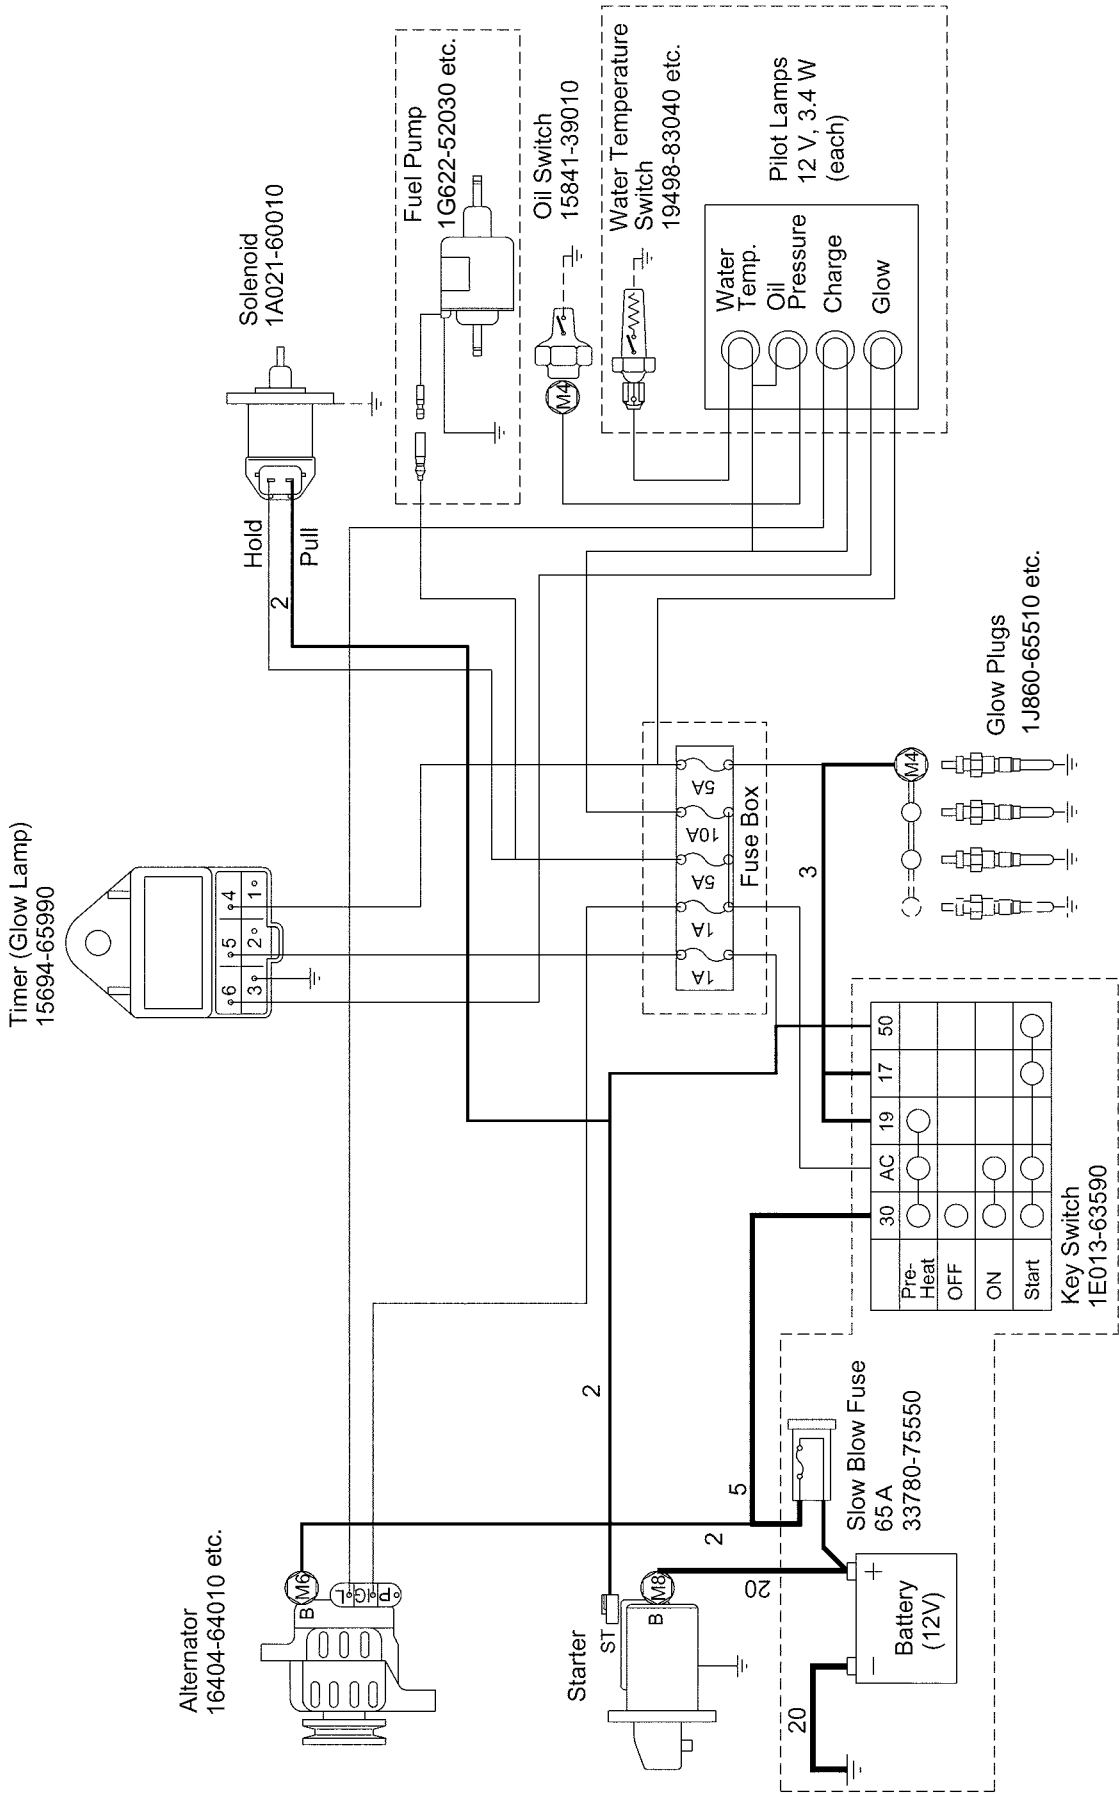 Timer (Glow Lamp)
15694-65990
6
5
4
3
2
1
Solenoid
1A021-60010
Hold
Pull
2
Fuel Pump
1G622-52030 etc.
Oil Switch
15841-39010
M4
Water Temperature
Switch
19498-83040 etc.
Pilot Lamps
12 V, 3.4 W
(each)
Water
Temp.
Oil
Pressure
Charge
Glow
Alternator
16404-64010 etc.
M6
B
L
IG
P
Starter
ST
B
M8
2
2
5
20
20
Battery
(12V)
+
−
Slow Blow Fuse
65 A
33780-75550
1A
1A
5A
10A
5A
Fuse Box
3
M4
Glow Plugs
1J860-65510 etc.
30 AC 19 17 50
Pre-
Heat
OFF
ON
Start
Key Switch
1E013-63590